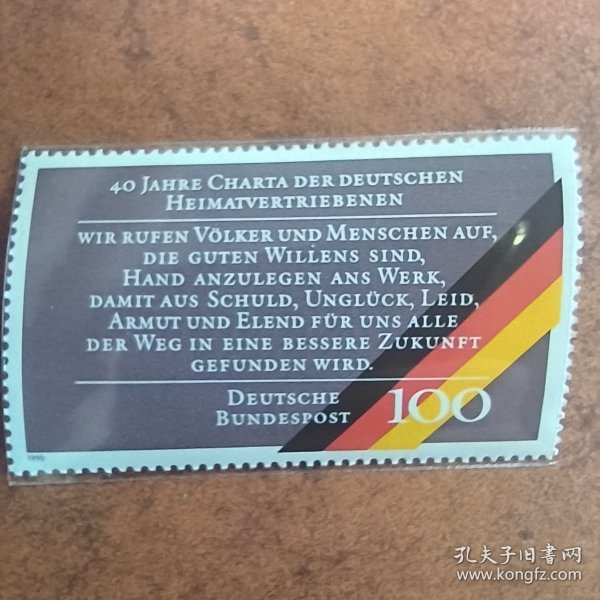 40 JAHRE CHARTA DER DEUTSCHEN
HEIMATVERTRIEBENEN
WIR RUFEN VÖLKER UND MENSCHEN AUF,
DIE GUTEN WILLENS SIND,
HAND ANZULEGEN ANS WERK,
DAMIT AUS SCHULD, UNGLÜCK, LEID,
ARMUT UND ELEND FÜR UNS ALLE
DER WEG IN EINE BESSERE ZUKUNFT
GEFUNDEN WIRD.
DEUTSCHE
BUNDESPOST 100
1990
孔夫子旧書网
www.kongfz.com